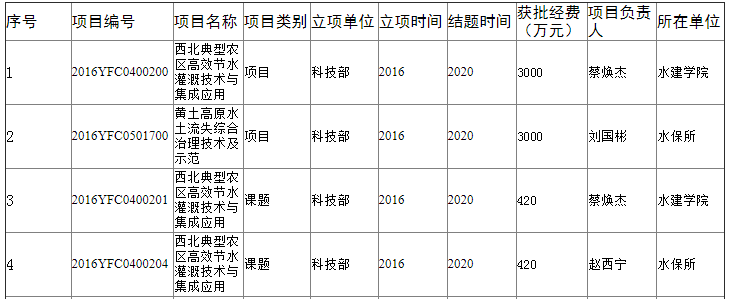 序号 项目编号 项目名称 项目类别 立项单位 立项时间 结题时间 获批经费（万元） 项目负责人 所在单位
1 2016YFC0400200 西北典型农区高效节水灌溉技术与集成应用 项目 科技部 2016 2020 3000 蔡焕杰 水建学院
2 2016YFC0501700 黄土高原水土流失综合治理技术及示范 项目 科技部 2016 2020 3000 刘国彬 水保所
3 2016YFC0400201 西北典型农区高效节水灌溉技术与集成应用 课题 科技部 2016 2020 420 蔡焕杰 水建学院
4 2016YFC0400204 西北典型农区高效节水灌溉技术与集成应用 课题 科技部 2016 2020 420 赵西宁 水保所